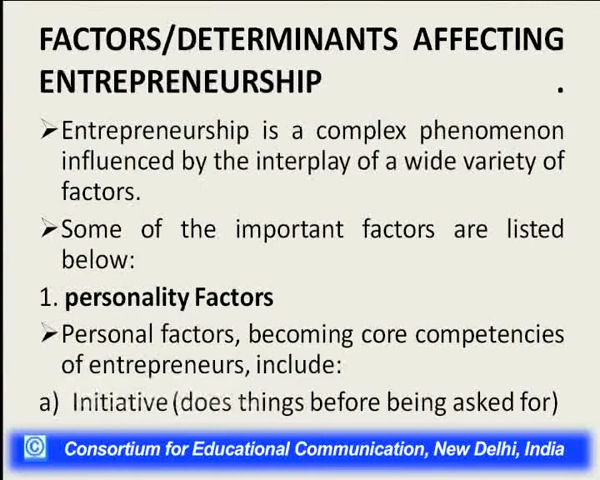 FACTORS/DETERMINANTS AFFECTING
ENTREPRENEURSHIP .
➢Entrepreneurship is a complex phenomenon
influenced by the interplay of a wide variety of
factors.
➢Some of the important factors are listed
below:
1. personality Factors
➢Personal factors, becoming core competencies
of entrepreneurs, include:
a) Initiative (does things before being asked for)
© Consortium for Educational Communication, New Delhi, India